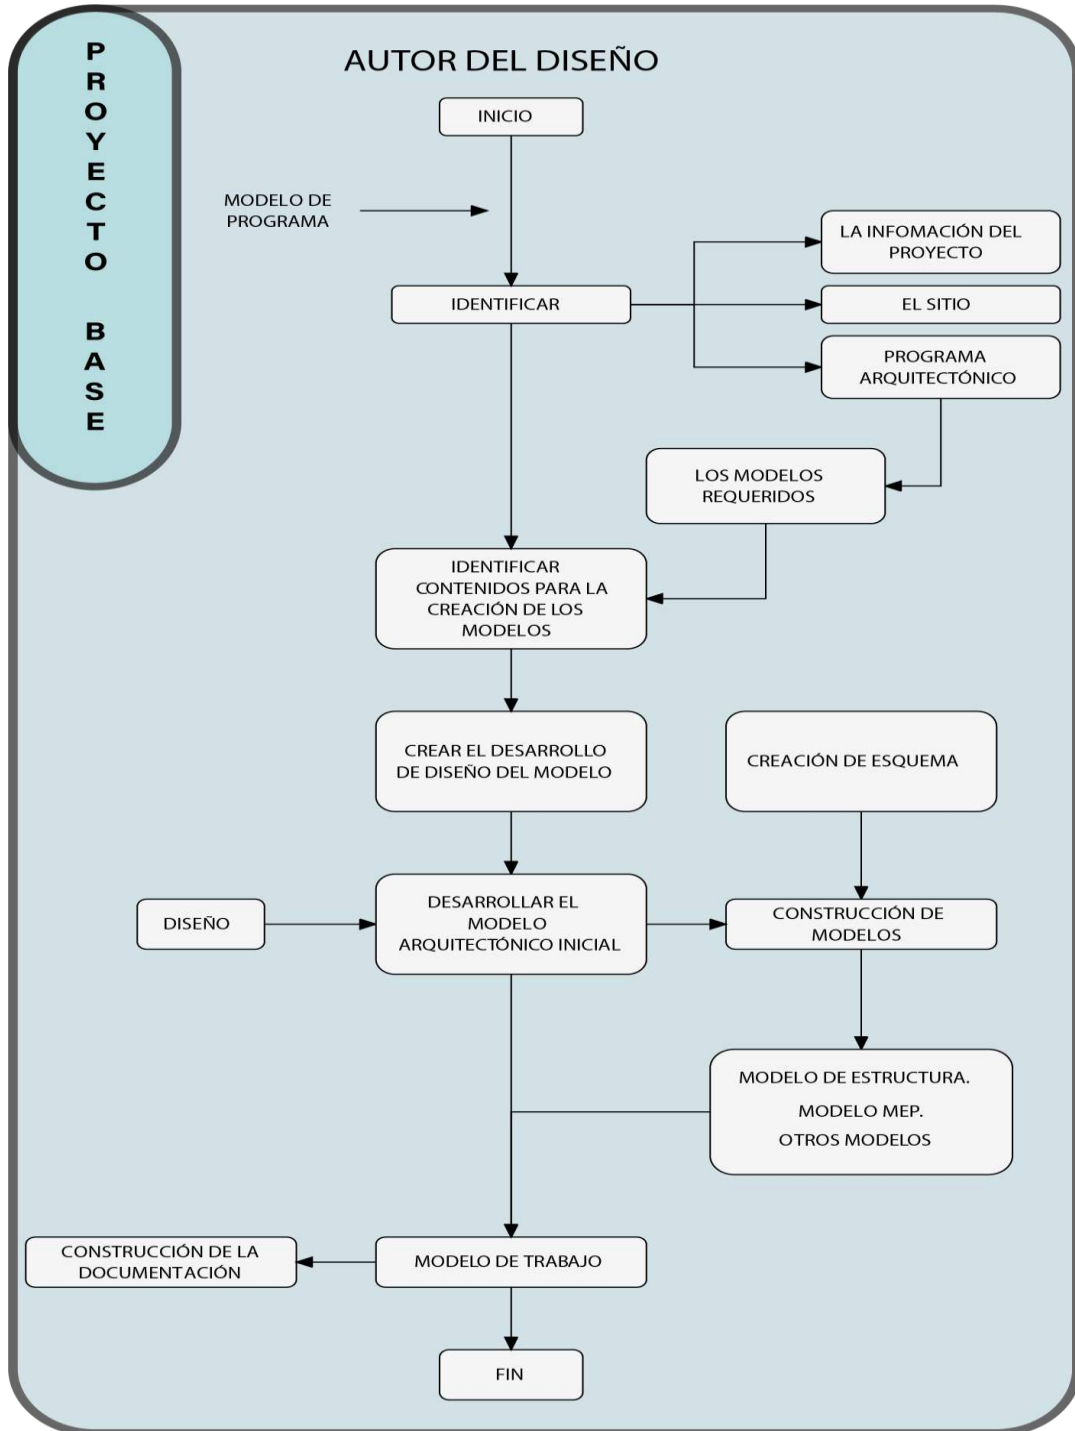 PROYECTO BASE
AUTOR DEL DISEÑO
INICIO
MODELO DE
PROGRAMA
LA INFOMACIÓN DEL
PROYECTO
IDENTIFICAR
EL SITIO
PROGRAMA
ARQUITECTÓNICO
LOS MODELOS
REQUERIDOS
IDENTIFICAR
CONTENIDOS PARA LA
CREACIÓN DE LOS
MODELOS
CREAR EL DESARROLLO
DE DISEÑO DEL MODELO
CREACIÓN DE ESQUEMA
DISEÑO
DESARROLLAR EL
MODELO
ARQUITECTÓNICO INICIAL
CONSTRUCCIÓN DE
MODELOS
MODELO DE ESTRUCTURA.
MODELO MEP.
OTROS MODELOS
CONSTRUCCIÓN DE LA
DOCUMENTACIÓN
MODELO DE TRABAJO
FIN